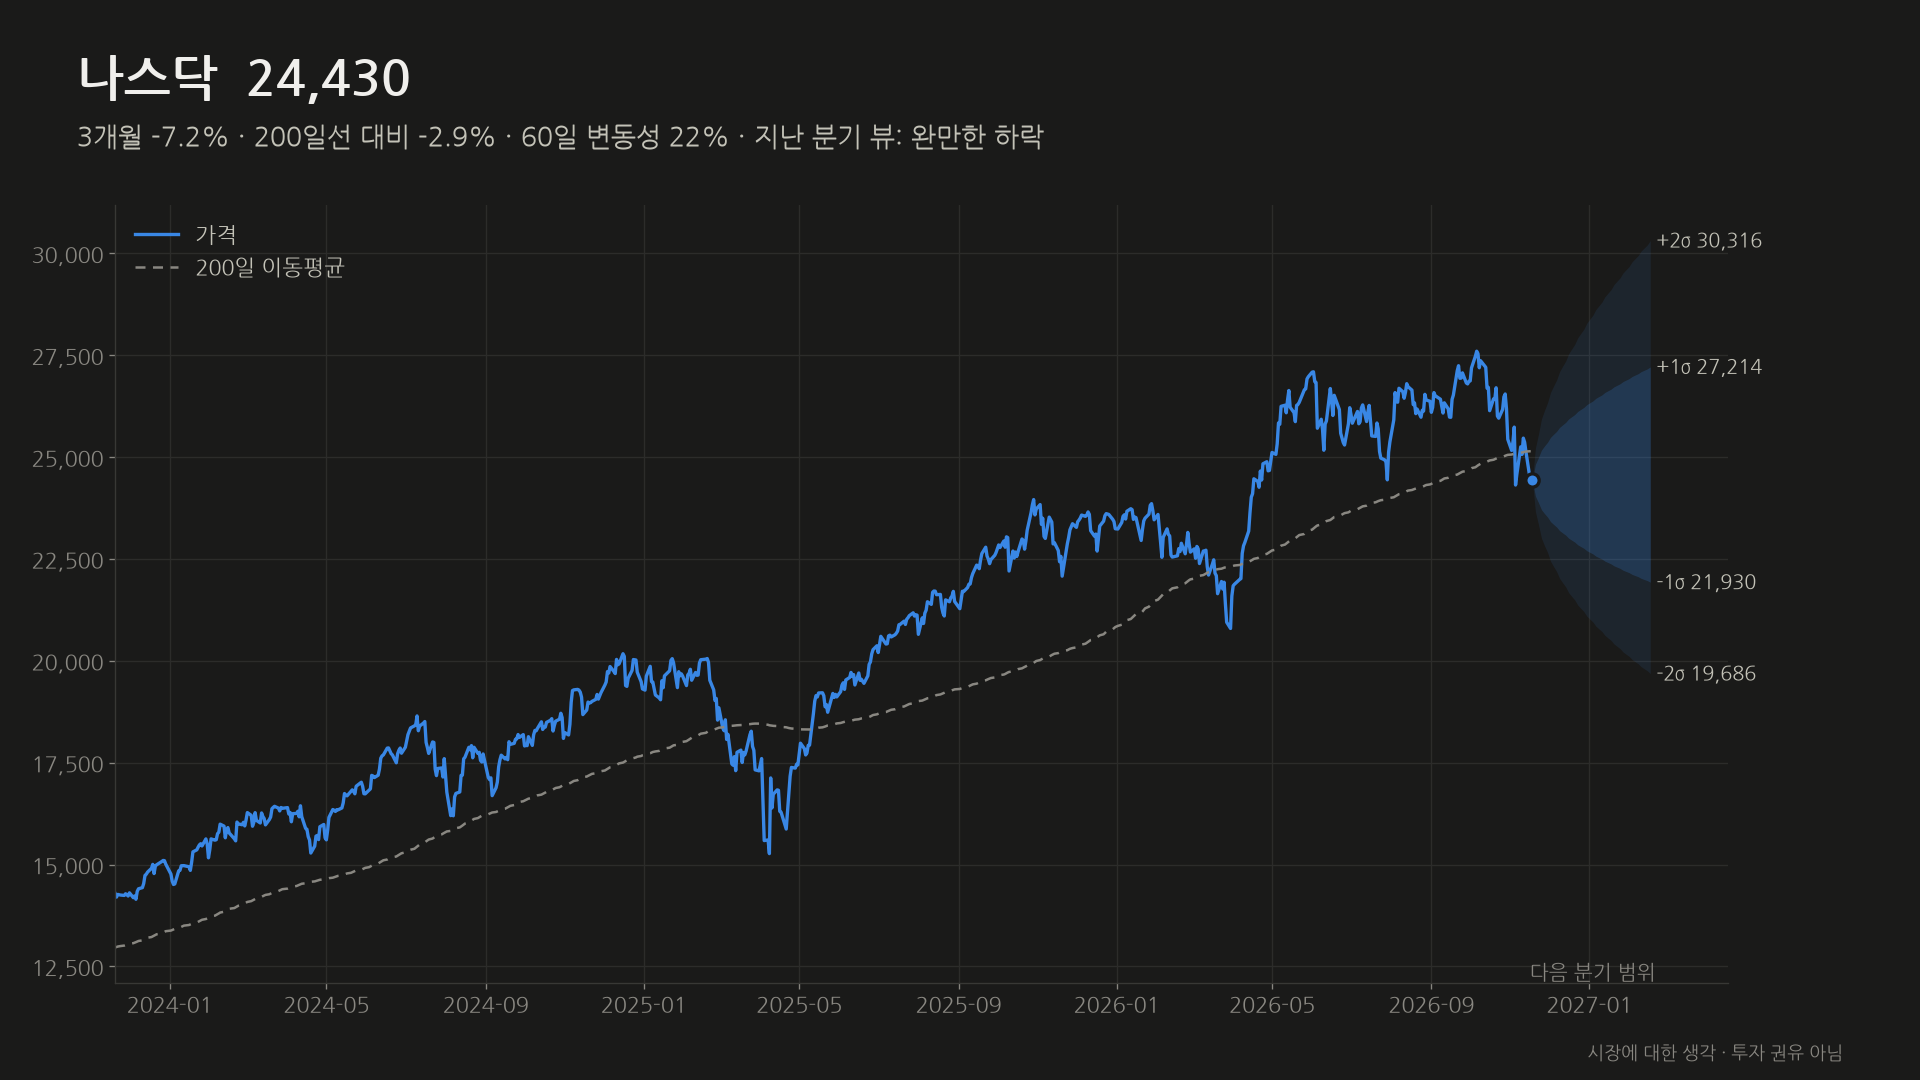 나스닥 24,430
3개월 -7.2% · 200일선 대비 -2.9% · 60일 변동성 22% · 지난 분기 뷰: 완만한 하락
가격
200일 이동평균
30,000
27,500
25,000
22,500
20,000
17,500
15,000
12,500
+2σ 30,316
+1σ 27,214
-1σ 21,930
-2σ 19,686
다음 분기 범위
2024-01 2024-05 2024-09 2025-01 2025-05 2025-09 2026-01 2026-05 2026-09 2027-01
시장에 대한 생각 · 투자 권유 아님